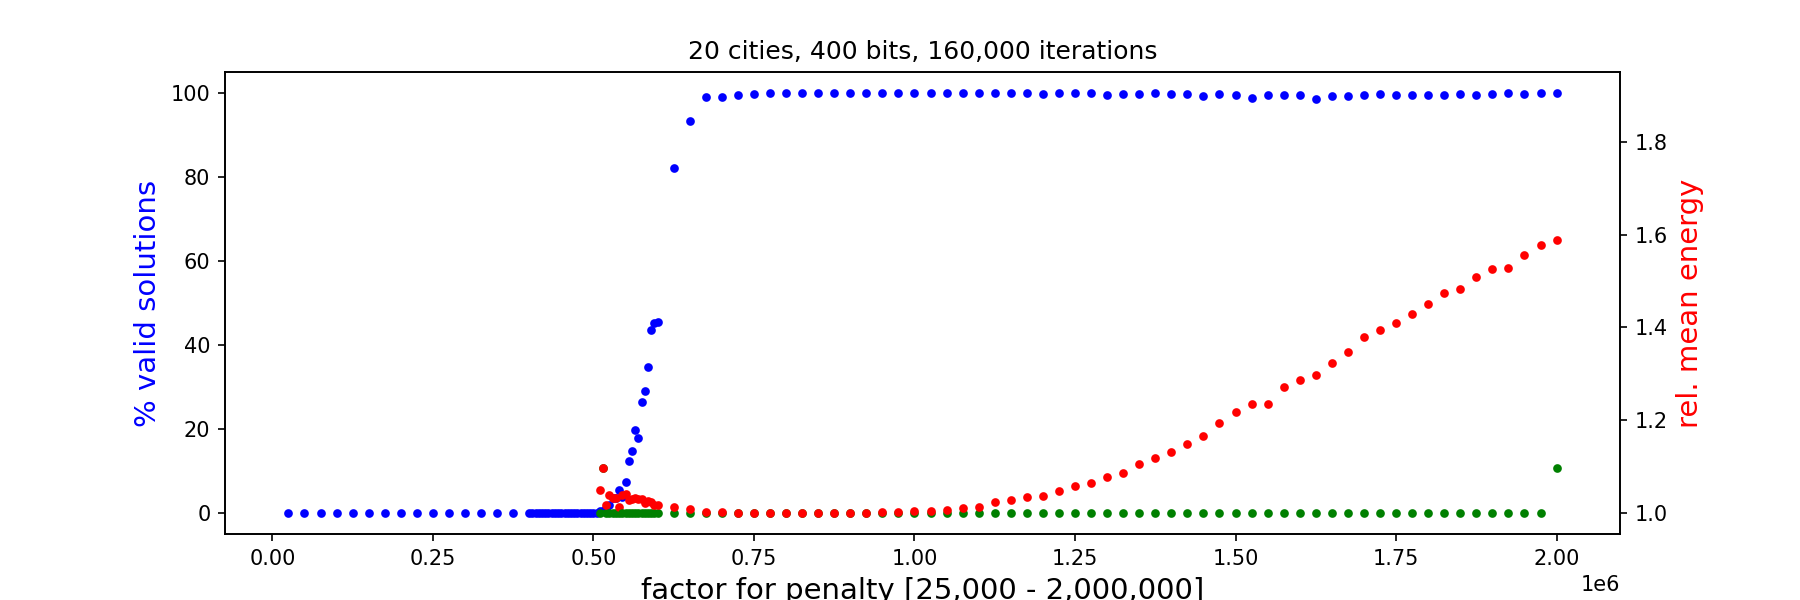 20 cities, 400 bits, 160,000 iterations
100
80
60
40
20
0
% valid solutions
1.8
1.6
1.4
1.2
1.0
rel. mean energy
0.00 0.25 0.50 0.75 1.00 1.25 1.50 1.75 2.00
1e6
factor for penalty [25,000 - 2,000,000]